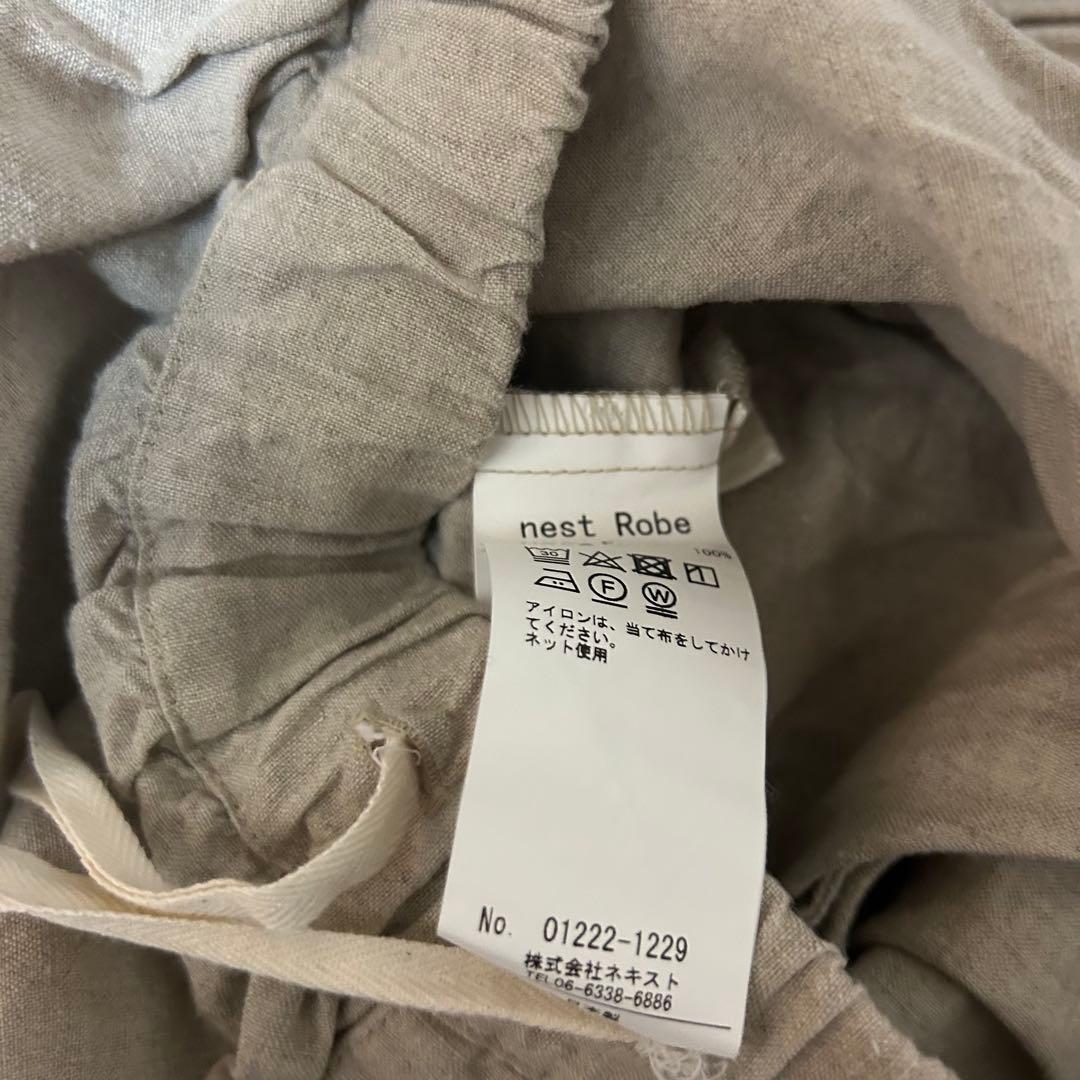 nest Robe
100%
30
F W
アイロンは、当て布をしてかけ
てください。
ネット使用
No. 01222-1229
株式会社ネキスト
TEL06-6338-6886